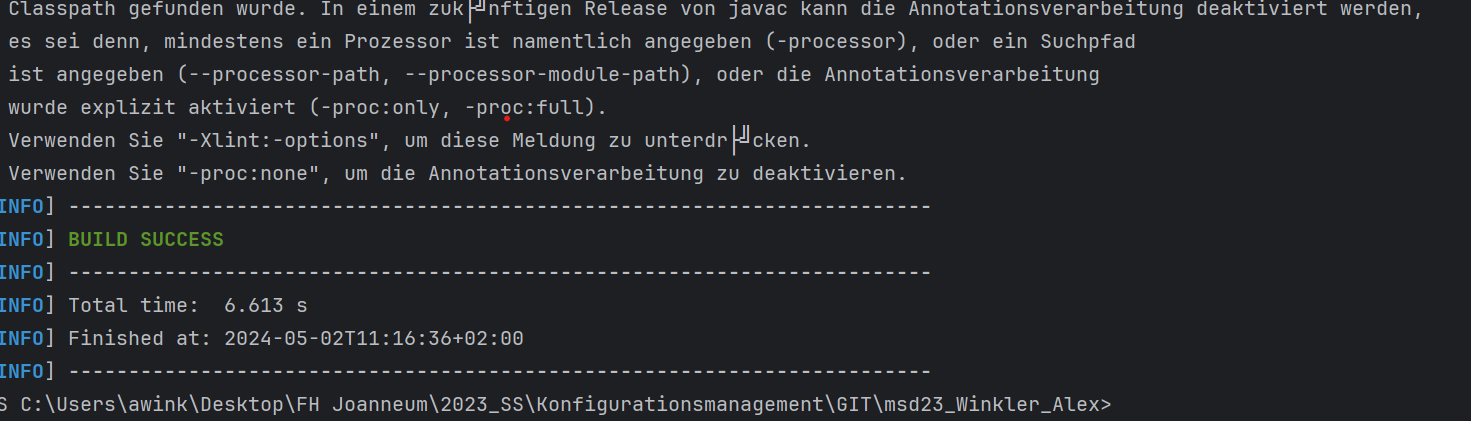 Classpath gefunden wurde. In einem zuk├╝nftigen Release von javac kann die Annotationsverarbeitung deaktiviert werden,
es sei denn, mindestens ein Prozessor ist namentlich angegeben (-processor), oder ein Suchpfad
ist angegeben (--processor-path, --processor-module-path), oder die Annotationsverarbeitung
wurde explizit aktiviert (-proc:only, -proc:full).
Verwenden Sie "-Xlint:-options", um diese Meldung zu unterdr├╝cken.
Verwenden Sie "-proc:none", um die Annotationsverarbeitung zu deaktivieren.
INFO] ------------------------------------------------------------------------
INFO] BUILD SUCCESS
INFO] ------------------------------------------------------------------------
INFO] Total time:  6.613 s
INFO] Finished at: 2024-05-02T11:16:36+02:00
INFO] ------------------------------------------------------------------------
S C:\Users\awink\Desktop\FH Joanneum\2023_SS\Konfigurationsmanagement\GIT\msd23_Winkler_Alex>